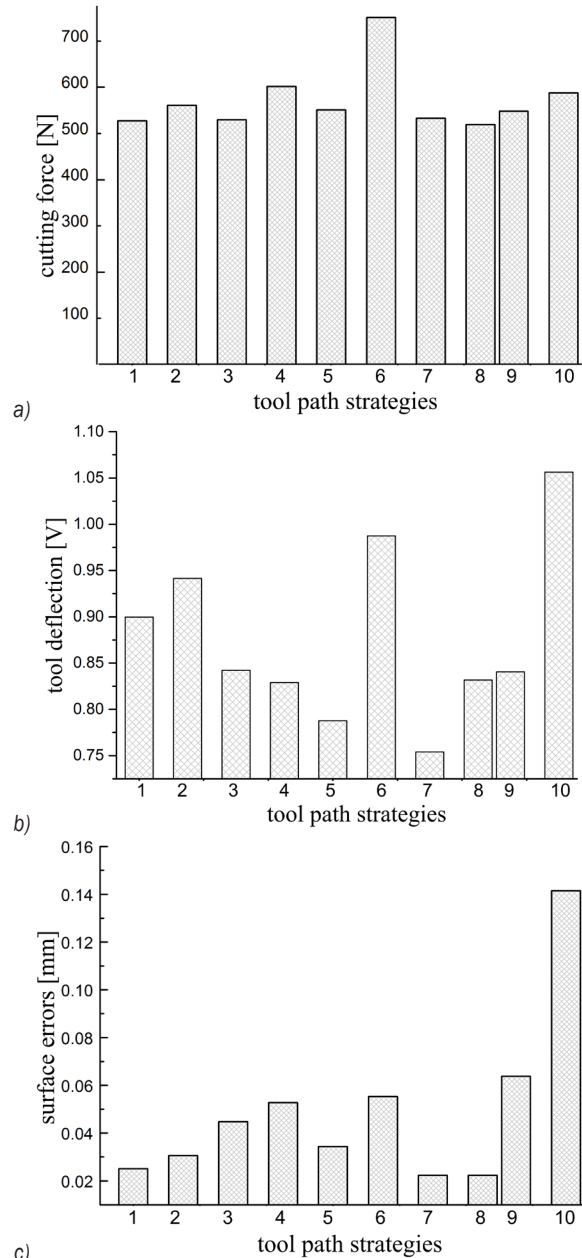 700
600
500
400
300
200
100
cutting force [N]
1 2 3 4 5 6 7 8 9 10
tool path strategies
a)
1.10
1.05
1.00
0.95
0.90
0.85
0.80
0.75
tool deflection [V]
1 2 3 4 5 6 7 8 9 10
tool path strategies
b)
0.16
0.14
0.12
0.10
0.08
0.06
0.04
0.02
surface errors [mm]
1 2 3 4 5 6 7 8 9 10
tool path strategies
c)